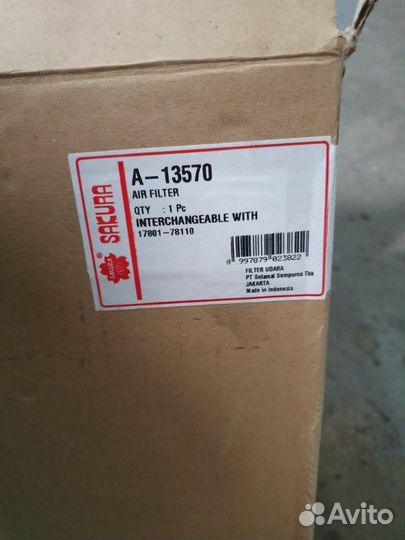 SAKURA
®
SAKURA
A-13570
AIR FILTER
QTY : 1 Pc
INTERCHANGEABLE WITH
17801-78110
8 997879 023822
FILTER UDARA
PT Selamat Sempurna Tbk
JAKARTA
Made in Indonesia
Avito